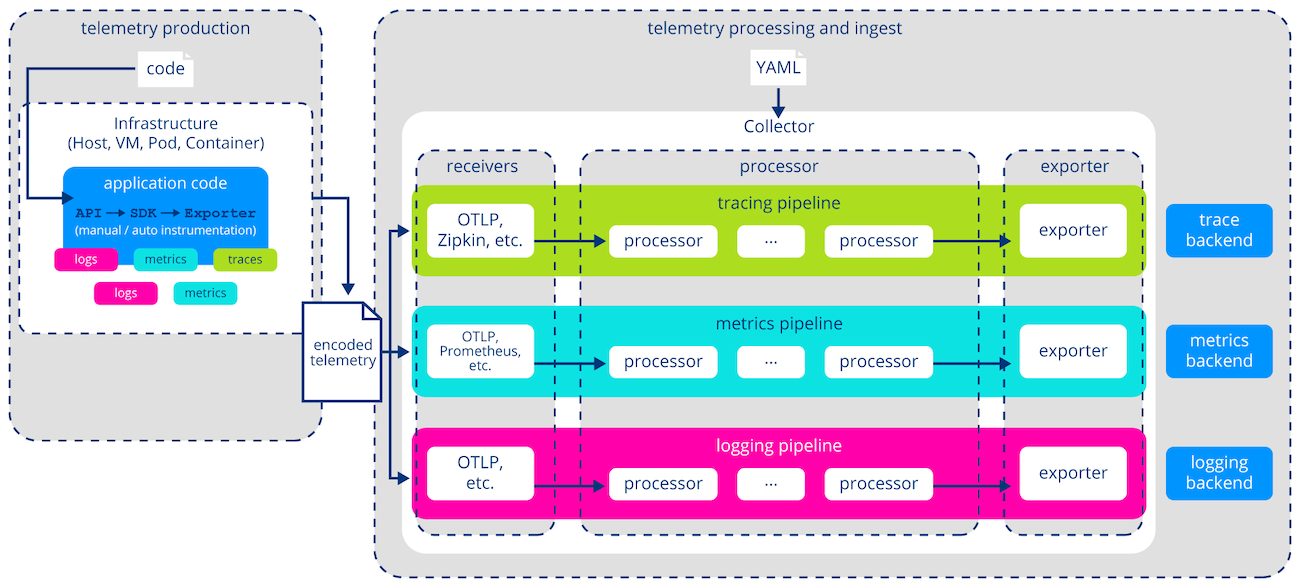 telemetry production
code
Infrastructure
(Host, VM, Pod, Container)
application code
API SDK Exporter
(manual / auto instrumentation)
logs
metrics
traces
logs
metrics
encoded
telemetry
telemetry processing and ingest
YAML
Collector
receivers
processor
exporter
tracing pipeline
OTLP,
Zipkin, etc.
processor
...
processor
exporter
trace
backend
metrics pipeline
OTLP,
Prometheus,
etc.
processor
...
processor
exporter
metrics
backend
logging pipeline
OTLP,
etc.
processor
...
processor
exporter
logging
backend